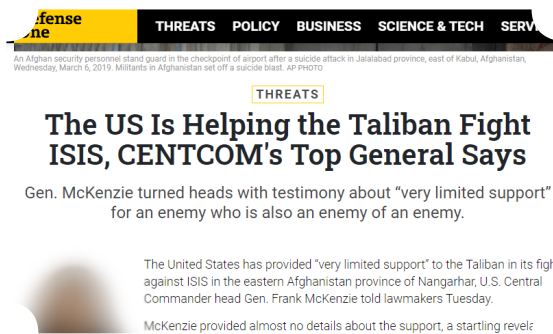 efense
ne
THREATS POLICY BUSINESS SCIENCE & TECH SERV
An Afghan security personnel stand guard in the checkpoint of airport after a suicide attack in Jalalabad province, east of Kabul, Afghanistan,
Wednesday, March 6, 2019. Militants in Afghanistan set off a suicide blast. AP PHOTO
THREATS
The US Is Helping the Taliban Fight
ISIS, CENTCOM's Top General Says
Gen. McKenzie turned heads with testimony about “very limited support”
for an enemy who is also an enemy of an enemy.
The United States has provided “very limited support” to the Taliban in its figh
against ISIS in the eastern Afghanistan province of Nangarhar, U.S. Central
Commander head Gen. Frank McKenzie told lawmakers Tuesday.
McKenzie provided almost no details about the support, a startling revela